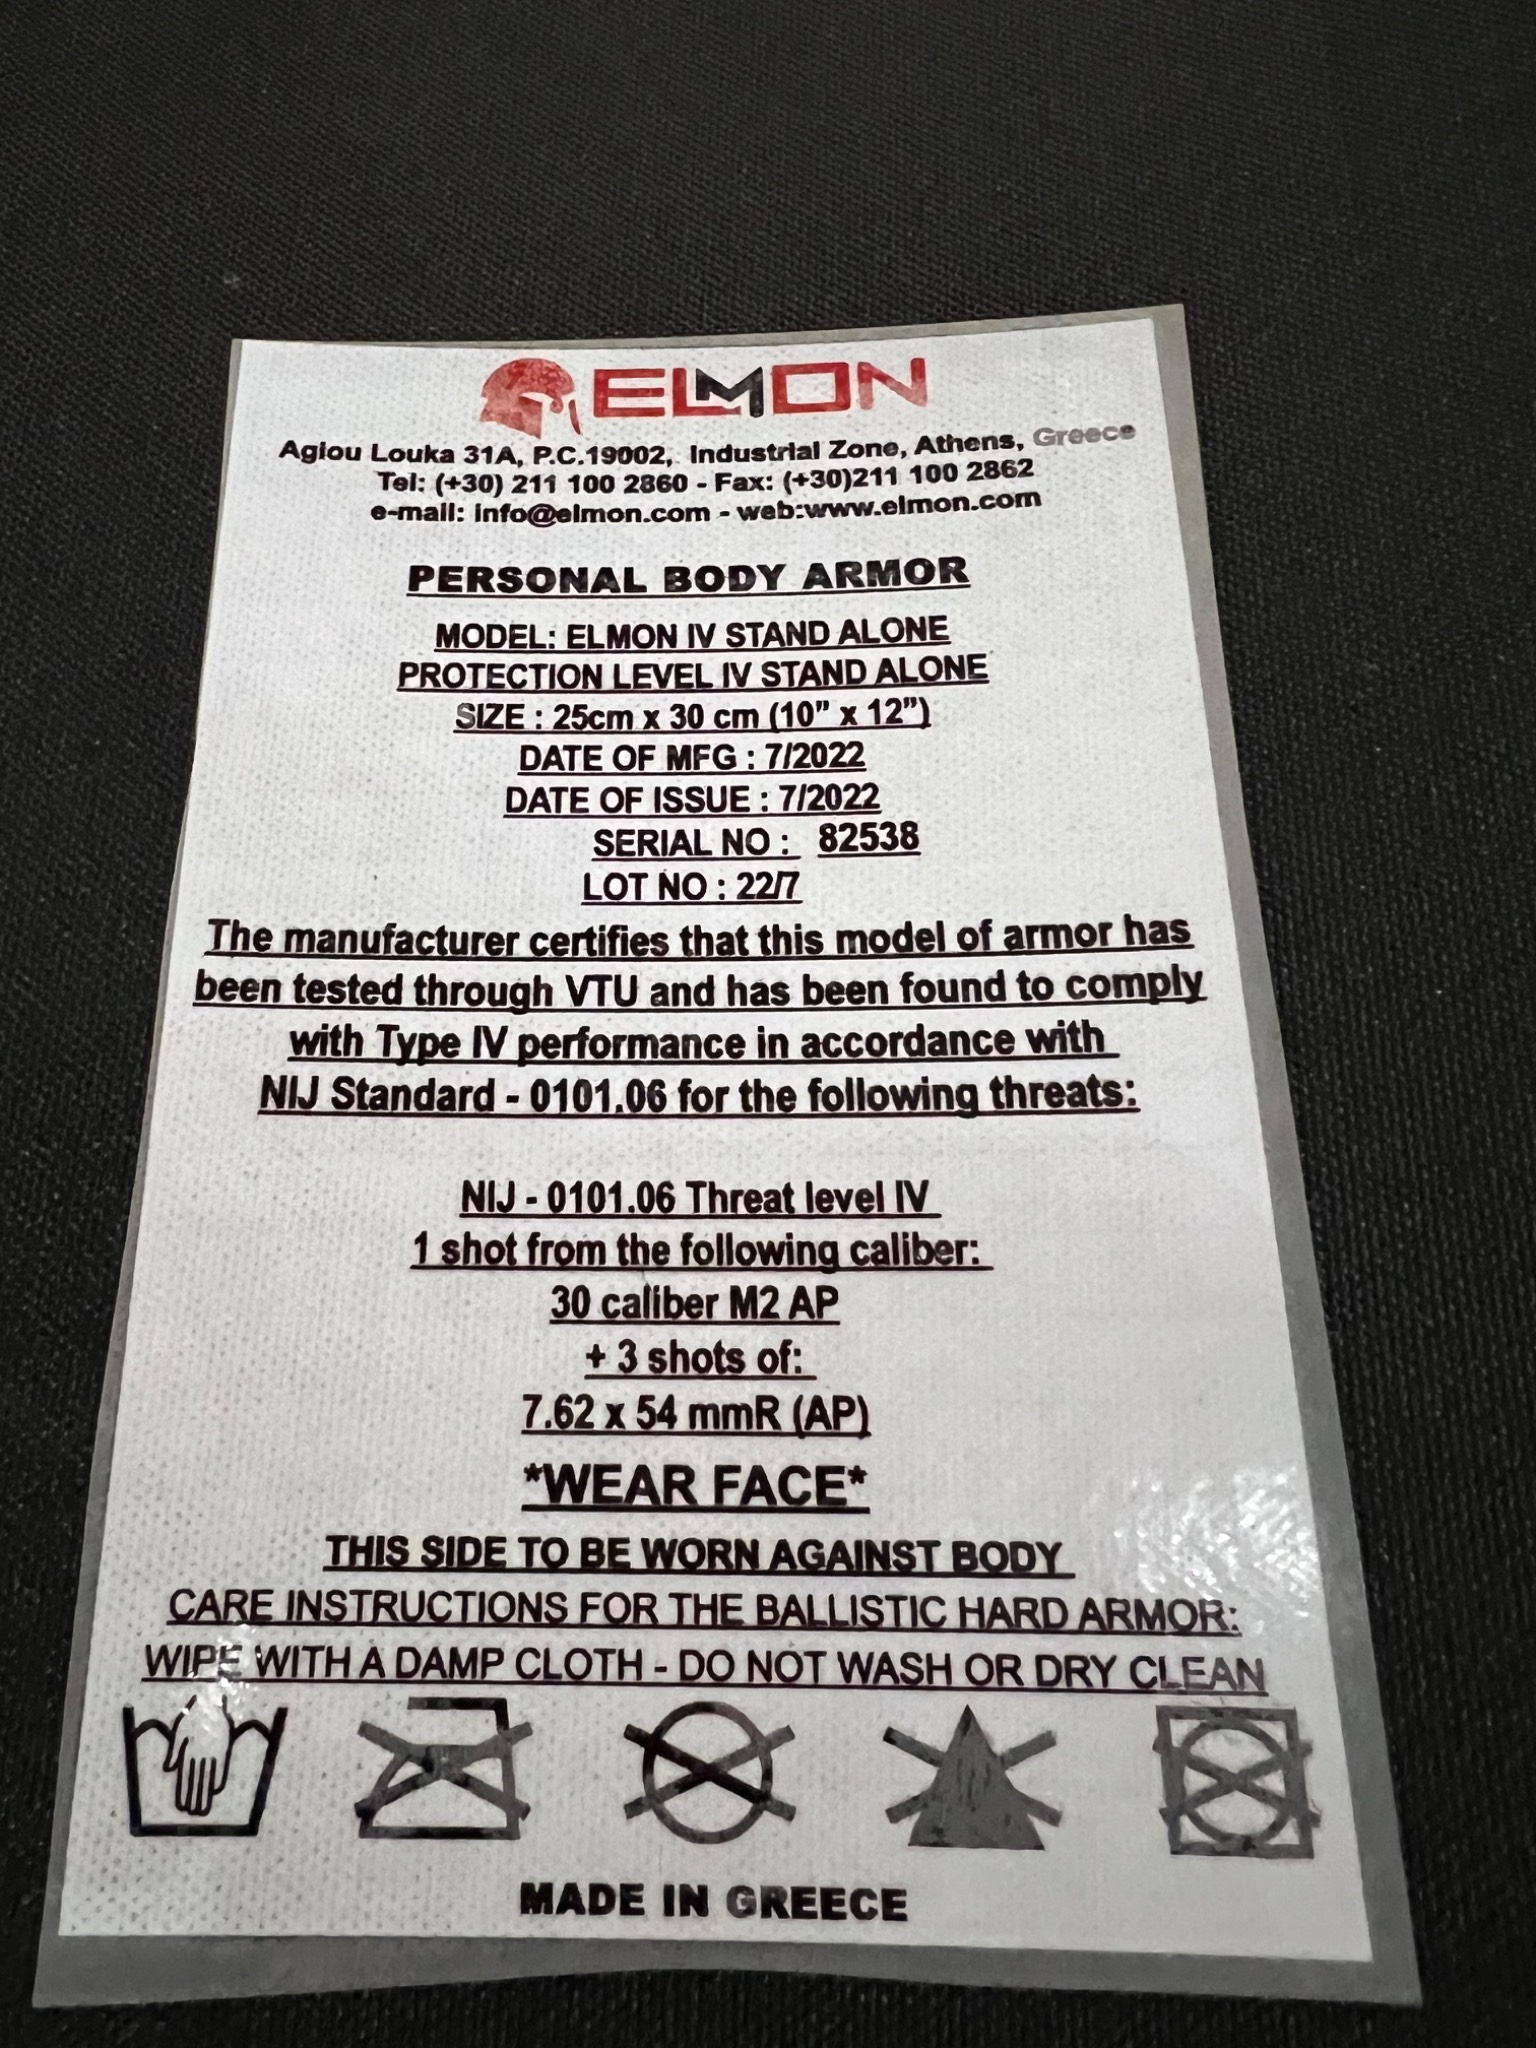 ELMON
Agiou Louka 31A, P.C.19002, Industrial Zone, Athens, Greece
Tel: (+30) 211 100 2860 - Fax: (+30)211 100 2862
e-mail: info@elmon.com - web:www.elmon.com
PERSONAL BODY ARMOR
MODEL: ELMON IV STAND ALONE
PROTECTION LEVEL IV STAND ALONE
SIZE : 25cm x 30 cm (10” x 12”)
DATE OF MFG : 7/2022
DATE OF ISSUE : 7/2022
SERIAL NO : 82538
LOT NO : 22/7
The manufacturer certifies that this model of armor has
been tested through VTU and has been found to comply
with Type IV performance in accordance with
NIJ Standard - 0101.06 for the following threats:
NIJ - 0101.06 Threat level IV
1 shot from the following caliber:
30 caliber M2 AP
+ 3 shots of:
7.62 x 54 mmR (AP)
*WEAR FACE*
THIS SIDE TO BE WORN AGAINST BODY
CARE INSTRUCTIONS FOR THE BALLISTIC HARD ARMOR:
WIPE WITH A DAMP CLOTH - DO NOT WASH OR DRY CLEAN
MADE IN GREECE